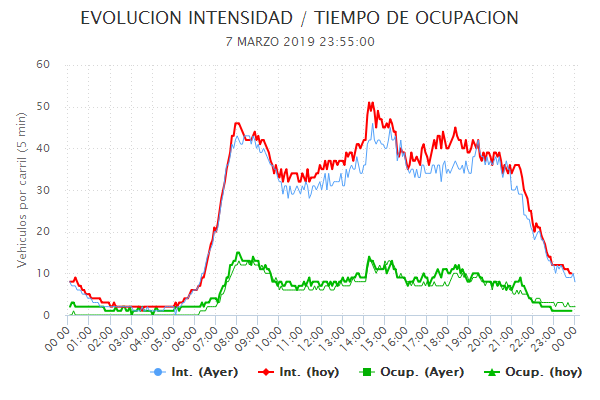 EVOLUCION INTENSIDAD / TIEMPO DE OCUPACION
7 MARZO 2019 23:55:00
Vehiculos por carril (5 min)
60
50
40
30
20
10
0
00:00 01:00 02:00 03:00 04:00 05:00 06:00 07:00 08:00 09:00 10:00 11:00 12:00 13:00 14:00 15:00 16:00 17:00 18:00 19:00 20:00 21:00 22:00 23:00 00:00
Int. (Ayer) Int. (hoy) Ocup. (Ayer) Ocup. (hoy)